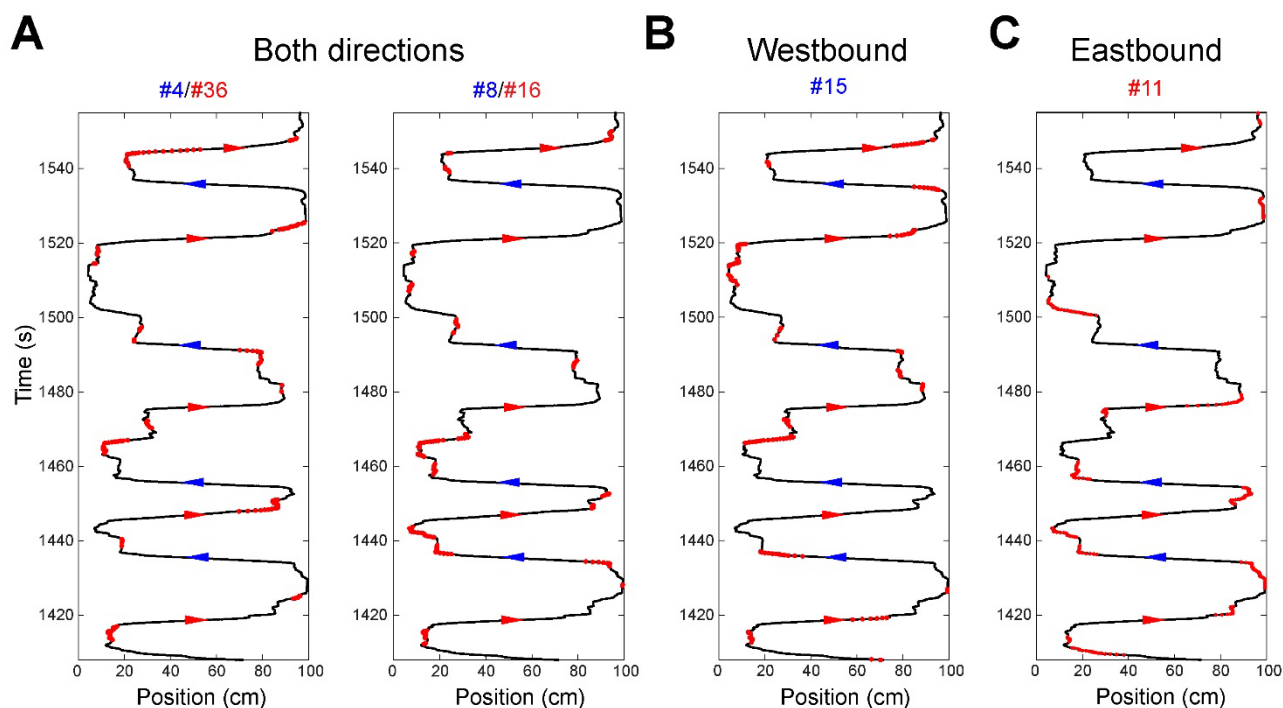 A B C
Both directions Westbound Eastbound
#4/#36 #8/#16 #15 #11
Time (s)
1540 1540 1540 1540
1520 1520 1520 1520
1500 1500 1500 1500
1480 1480 1480 1480
1460 1460 1460 1460
1440 1440 1440 1440
1420 1420 1420 1420
0 20 40 60 80 100 0 20 40 60 80 100 0 20 40 60 80 100 0 20 40 60 80 100
Position (cm) Position (cm) Position (cm) Position (cm)